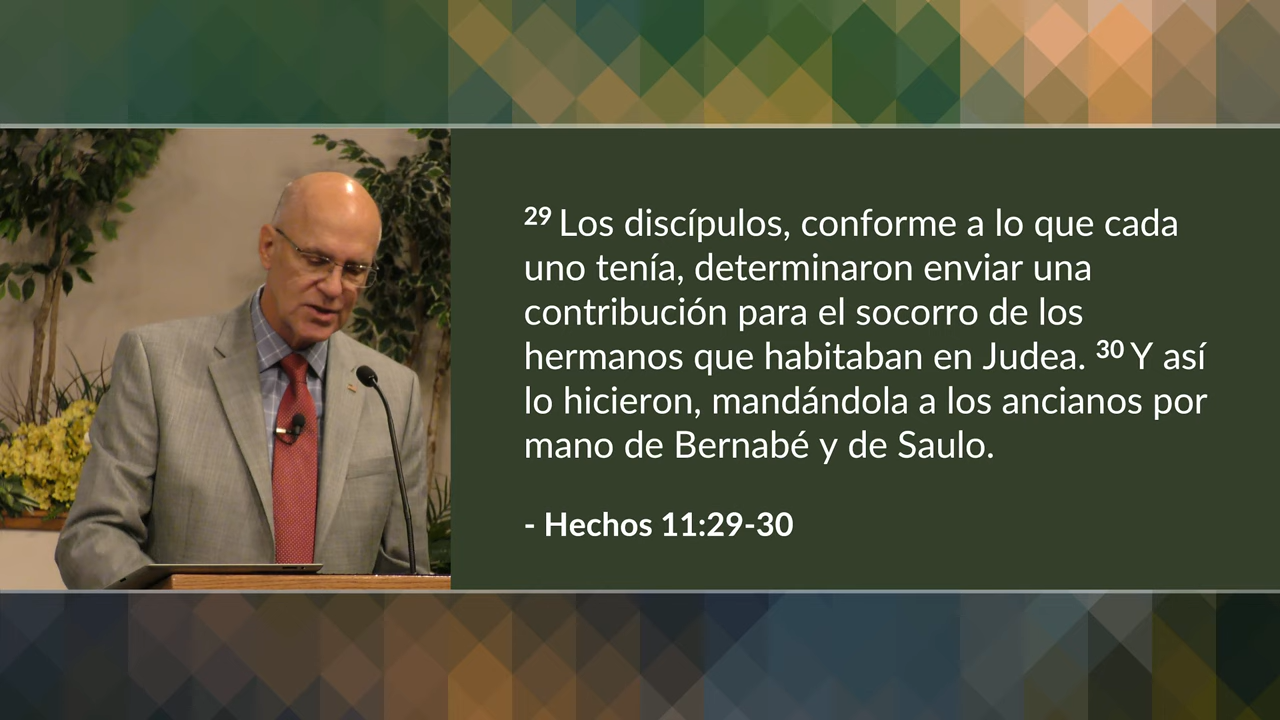 29 Los discípulos, conforme a lo que cada
uno tenía, determinaron enviar una
contribución para el socorro de los
hermanos que habitaban en Judea. 30 Y así
lo hicieron, mandándola a los ancianos por
mano de Bernabé y de Saulo.
- Hechos 11:29-30